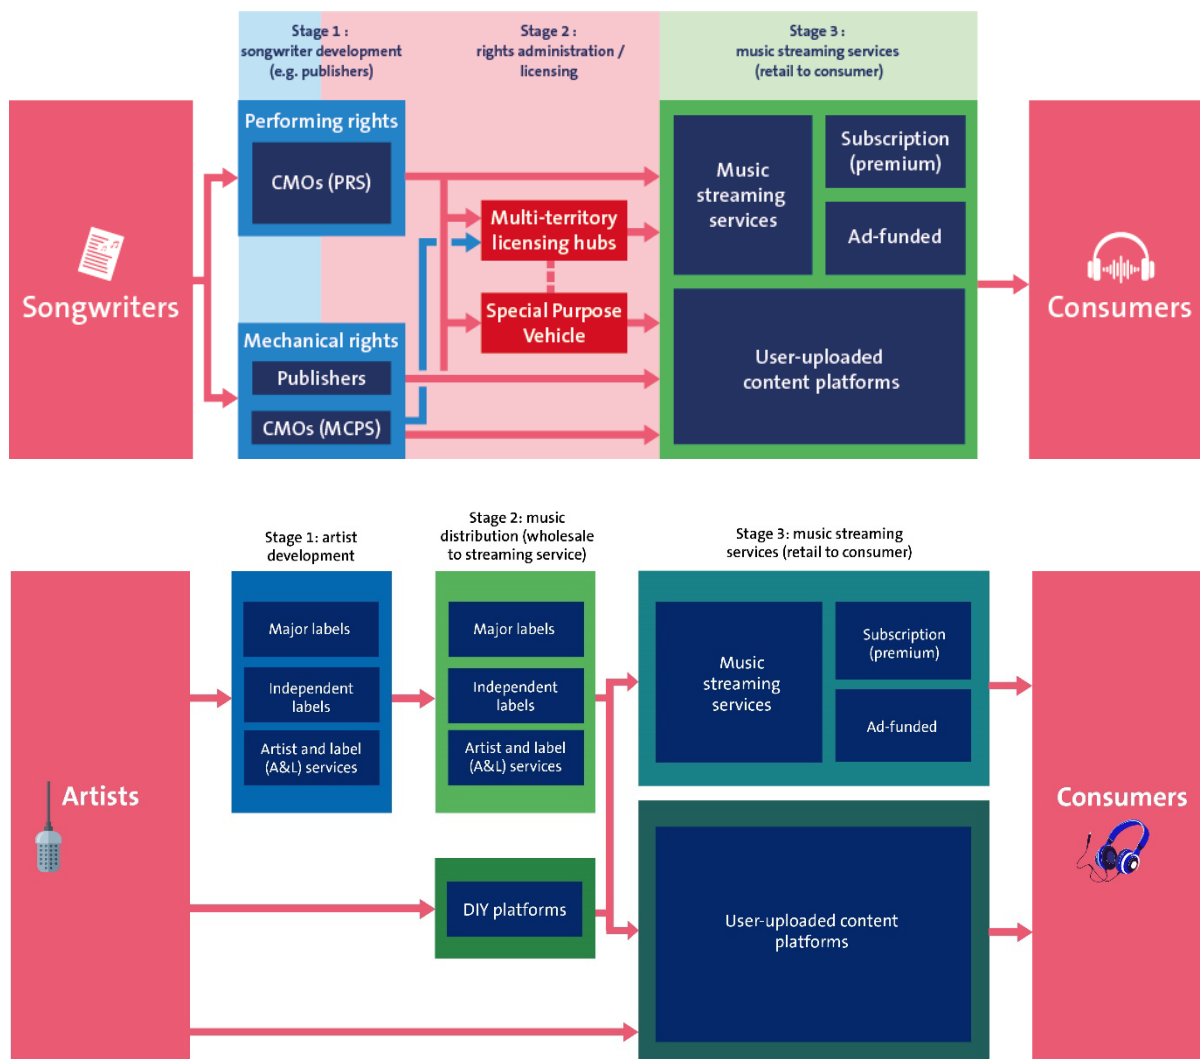 Stage 1 :
songwriter development
(e.g. publishers)
Stage 2 :
rights administration /
licensing
Stage 3 :
music streaming services
(retail to consumer)
Songwriters
Performing rights
CMOs (PRS)
Mechanical rights
Publishers
CMOs (MCPS)
Multi-territory
licensing hubs
Special Purpose
Vehicle
Music
streaming
services
Subscription
(premium)
Ad-funded
User-uploaded
content platforms
Consumers
Stage 1: artist
development
Stage 2: music
distribution (wholesale
to streaming service)
Stage 3: music streaming
services (retail to consumer)
Artists
Major labels
Independent
labels
Artist and label
(A&L) services
Major labels
Independent
labels
Artist and label
(A&L) services
DIY platforms
Music
streaming
services
Subscription
(premium)
Ad-funded
User-uploaded content
platforms
Consumers